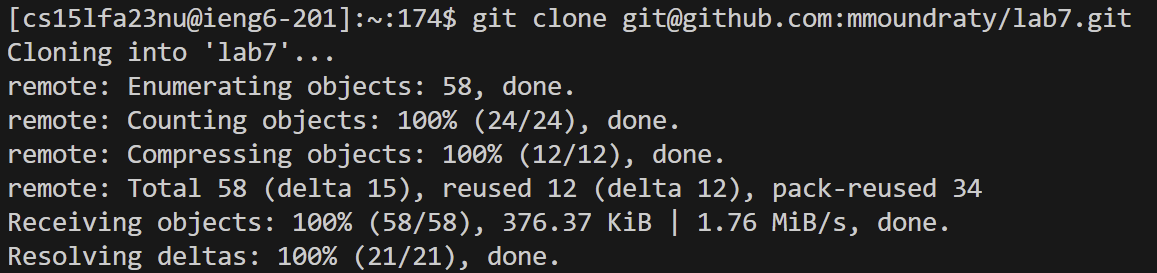 [cs15lfa23nu@ieng6-201]:~:174$ git clone git@github.com:mmoundraty/lab7.git
Cloning into 'lab7'...
remote: Enumerating objects: 58, done.
remote: Counting objects: 100% (24/24), done.
remote: Compressing objects: 100% (12/12), done.
remote: Total 58 (delta 15), reused 12 (delta 12), pack-reused 34
Receiving objects: 100% (58/58), 376.37 KiB | 1.76 MiB/s, done.
Resolving deltas: 100% (21/21), done.